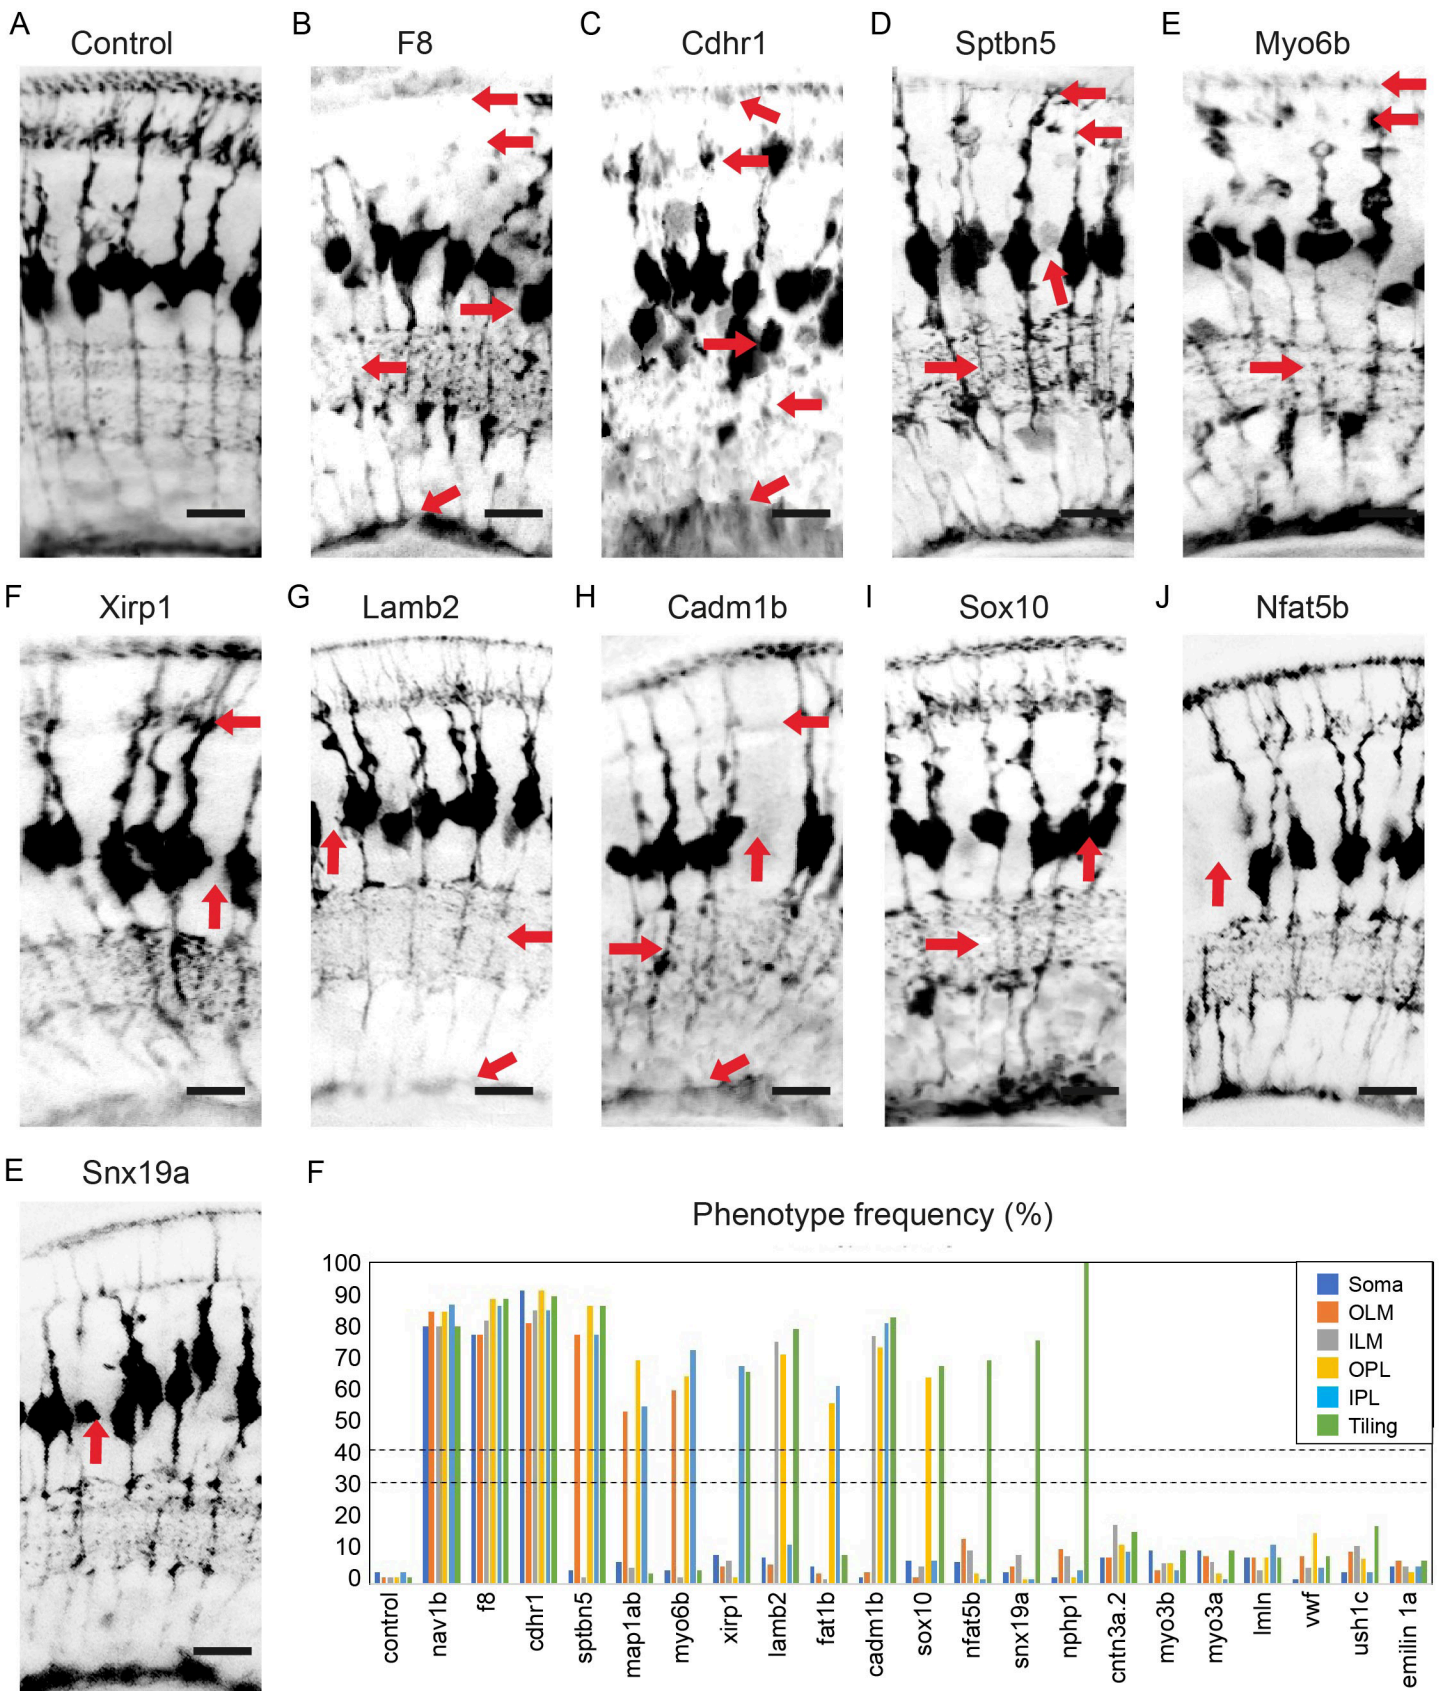 A
Control
B
F8
C
Cdhr1
D
Sptbn5
E
Myo6b
F
Xirp1
G
Lamb2
H
Cadm1b
I
Sox10
J
Nfat5b
E
Snx19a
F
Phenotype frequency (%)
100
90
80
70
60
50
40
30
20
10
0
Soma
OLM
ILM
OPL
IPL
Tiling
control
nav1b
f8
cdhr1
sptbn5
map1ab
myo6b
xirp1
lamb2
fat1b
cadm1b
sox10
nfat5b
snx19a
nphp1
cntn3a.2
myo3b
myo3a
lmln
vwf
ush1c
emilin 1a